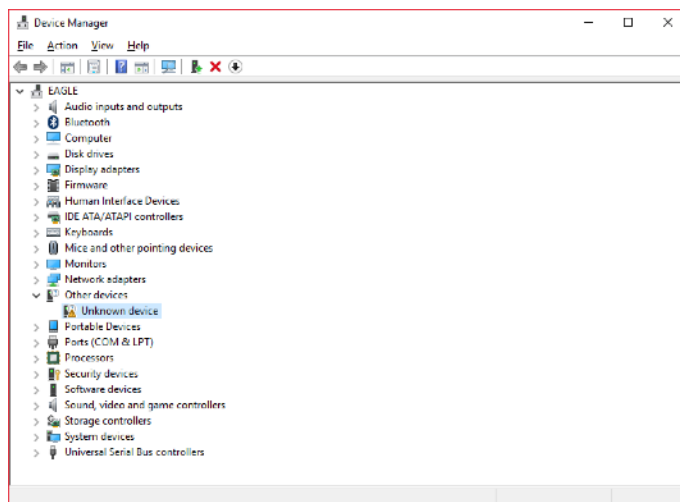 Device Manager
File Action View Help
EAGLE
Audio inputs and outputs
Bluetooth
Computer
Disk drives
Display adapters
Firmware
Human Interface Devices
IDE ATA/ATAPI controllers
Keyboards
Mice and other pointing devices
Monitors
Network adapters
Other devices
Unknown device
Portable Devices
Ports (COM & LPT)
Processors
Security devices
Software devices
Sound, video and game controllers
Storage controllers
System devices
Universal Serial Bus controllers